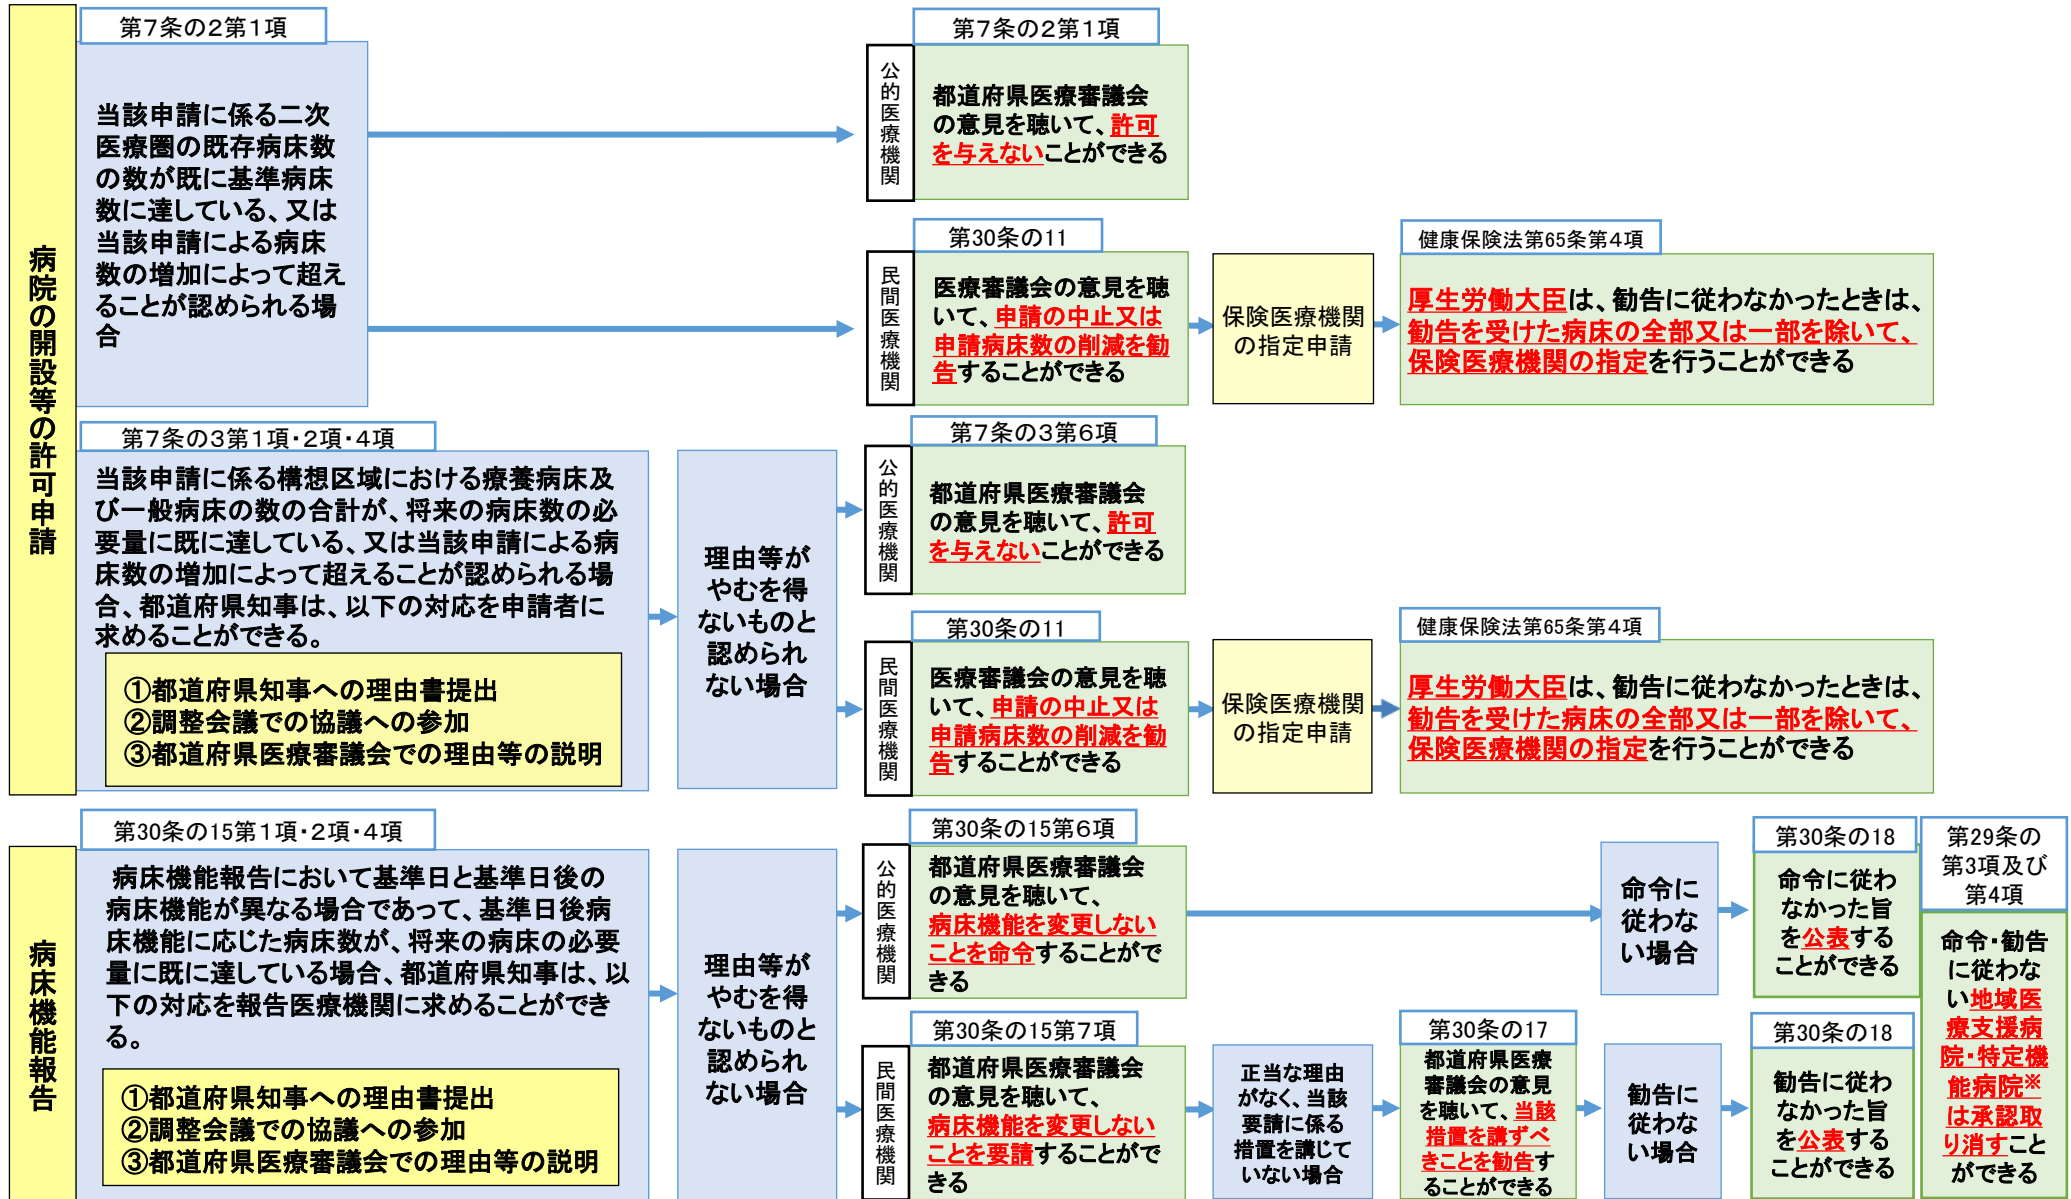 病院の開設等の許可申請
第7条の2第1項
当該申請に係る二次
医療圏の既存病床数
の数が既に基準病床
数に達している、又は
当該申請による病床
数の増加によって超え
ることが認められる場
合
第7条の2第1項
公的医療機関
都道府県医療審議会
の意見を聴いて、許可
を与えないことができる
第30条の11
民間医療機関
医療審議会の意見を聴
いて、申請の中止又は
申請病床数の削減を勧
告することができる
保険医療機関
の指定申請
健康保険法第65条第4項
厚生労働大臣は、勧告に従わなかったときは、
勧告を受けた病床の全部又は一部を除いて、
保険医療機関の指定を行うことができる
第7条の3第1項・2項・4項
当該申請に係る構想区域における療養病床及
び一般病床の数の合計が、将来の病床数の必
要量に既に達している、又は当該申請による病
床数の増加によって超えることが認められる場
合、都道府県知事は、以下の対応を申請者に
求めることができる。
①都道府県知事への理由書提出
②調整会議での協議への参加
③都道府県医療審議会での理由等の説明
理由等が
やむを得
ないものと
認められ
ない場合
第7条の3第6項
公的医療機関
都道府県医療審議会
の意見を聴いて、許可
を与えないことができる
第30条の11
民間医療機関
医療審議会の意見を聴
いて、申請の中止又は
申請病床数の削減を勧
告することができる
保険医療機関
の指定申請
健康保険法第65条第4項
厚生労働大臣は、勧告に従わなかったときは、
勧告を受けた病床の全部又は一部を除いて、
保険医療機関の指定を行うことができる
病床機能報告
第30条の15第1項・2項・4項
病床機能報告において基準日と基準日後の
病床機能が異なる場合であって、基準日後病
床機能に応じた病床数が、将来の病床の必要
量に既に達している場合、都道府県知事は、以
下の対応を報告医療機関に求めることができ
る。
①都道府県知事への理由書提出
②調整会議での協議への参加
③都道府県医療審議会での理由等の説明
理由等が
やむを得
ないものと
認められ
ない場合
第30条の15第6項
公的医療機関
都道府県医療審議会
の意見を聴いて、
病床機能を変更しない
ことを命令することがで
きる
命令に
従わな
い場合
第30条の18
命令に従わ
なかった旨
を公表する
ことができる
第30条の15第7項
民間医療機関
都道府県医療審議会
の意見を聴いて、
病床機能を変更しない
ことを要請することがで
きる
正当な理由
がなく、当該
要請に係る
措置を講じて
いない場合
第30条の17
都道府県医療
審議会の意見
を聴いて、当該
措置を講ずべ
きことを勧告す
ることができる
勧告に
従わな
い場合
第30条の18
勧告に従わ
なかった旨
を公表する
ことができる
第29条の
第3項及び
第4項
命令・勧告
に従わな
い地域医
療支援病
院・特定機
能病院※
は承認取
り消すこと
ができる